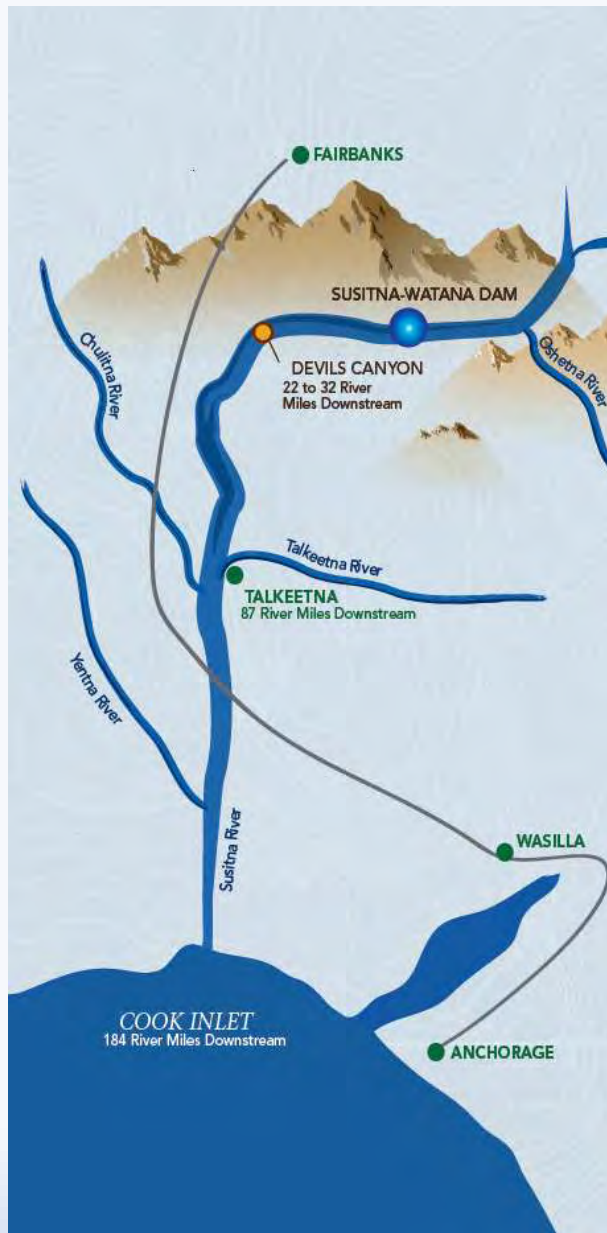 FAIRBANKS
SUSITNA-WATANA DAM
Chulitna River
DEVILS CANYON
22 to 32 River
Miles Downstream
Oshetna River
Talkeetna River
TALKEETNA
87 River Miles Downstream
Yentna River
Susitna River
WASILLA
COOK INLET
184 River Miles Downstream
ANCHORAGE